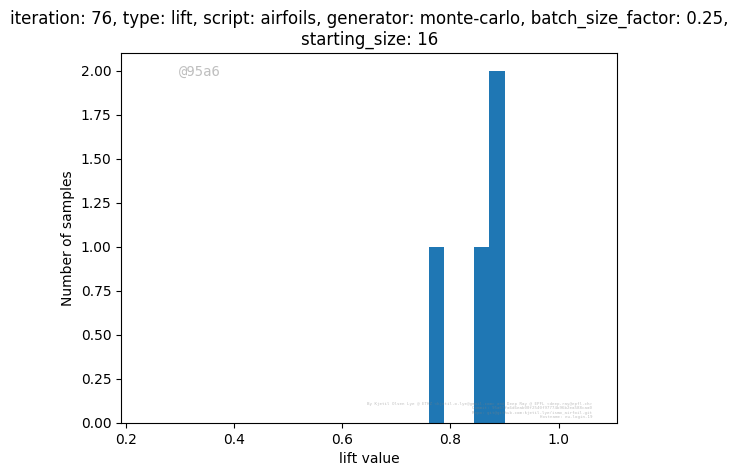 iteration: 76, type: lift, script: airfoils, generator: monte-carlo, batch_size_factor: 0.25,
starting_size: 16
@95a6
2.00
1.75
1.50
1.25
1.00
0.75
0.50
0.25
0.00
Number of samples
0.2
0.4
0.6
0.8
1.0
lift value